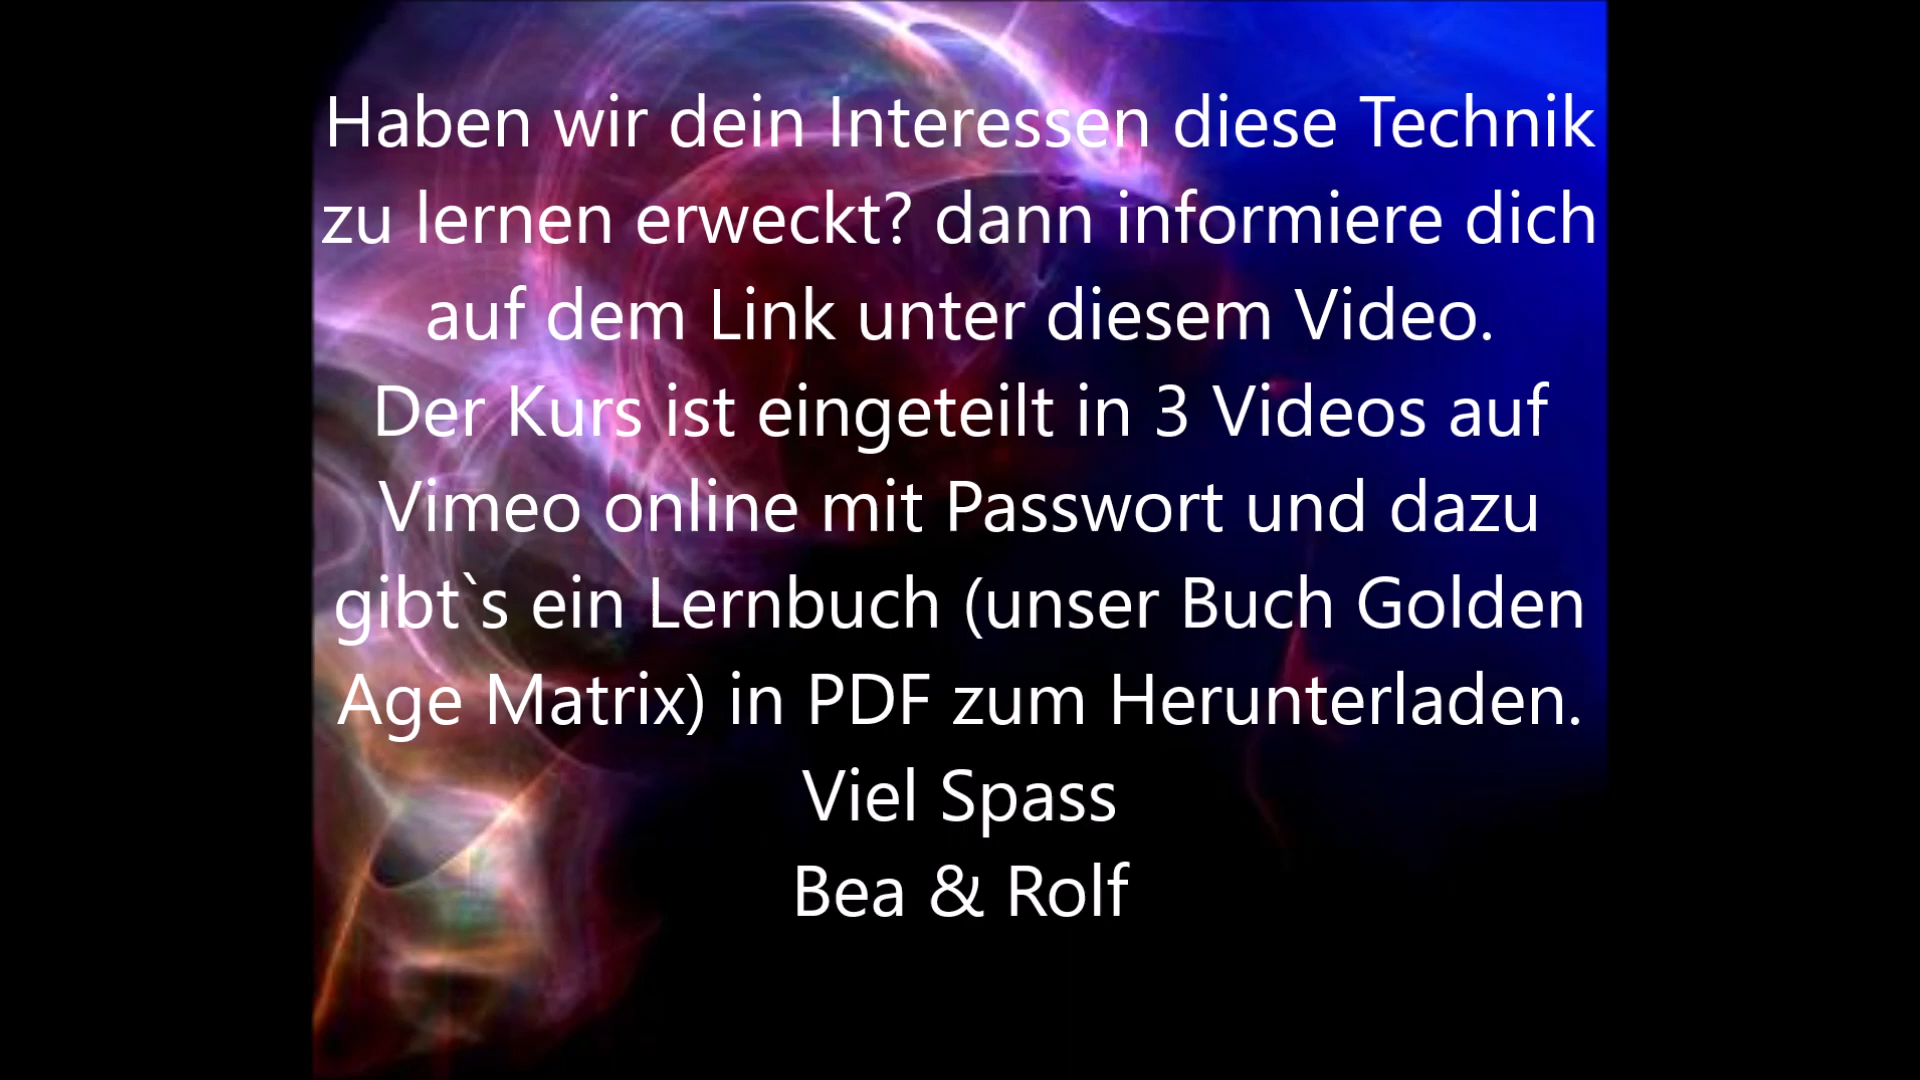 Haben wir dein Interessen diese Technik
zu lernen erweckt? dann informiere dich
auf dem Link unter diesem Video.
Der Kurs ist eingeteilt in 3 Videos auf
Vimeo online mit Passwort und dazu
gibt`s ein Lernbuch (unser Buch Golden
Age Matrix) in PDF zum Herunterladen.
Viel Spass
Bea & Rolf